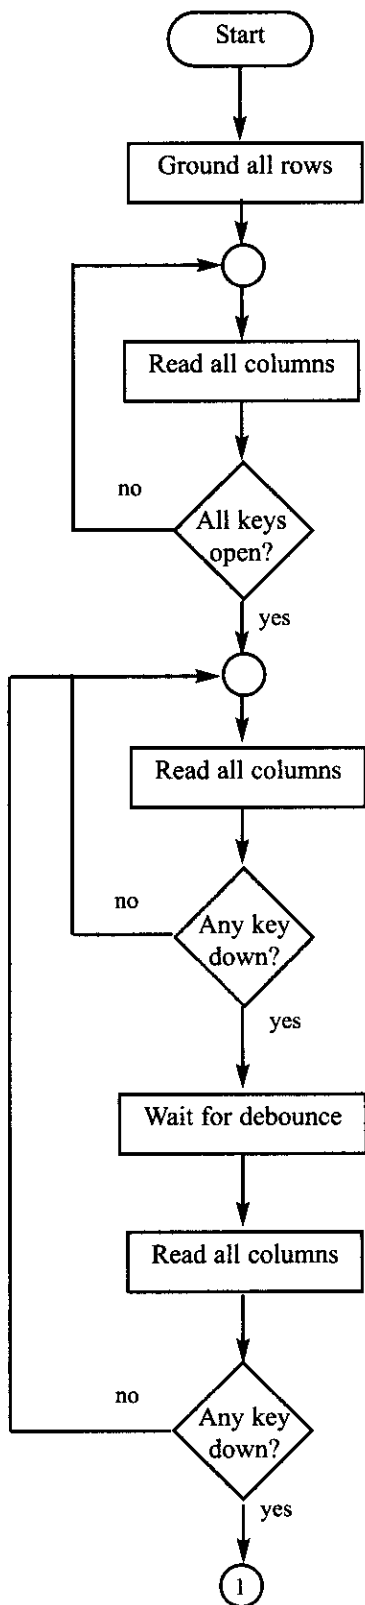 Start
Ground all rows
Read all columns
no
All keys
open?
yes
Read all columns
no
Any key
down?
yes
Wait for debounce
Read all columns
no
Any key
down?
yes
1